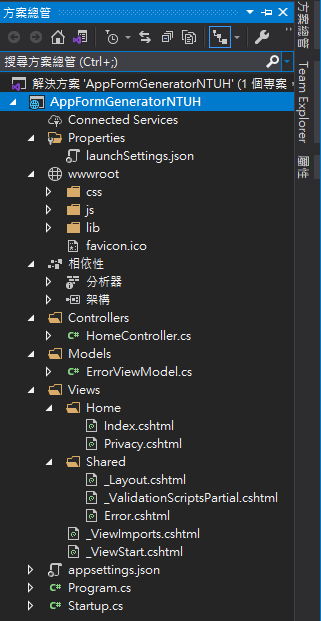 方案總管
搜尋方案總管 (Ctrl+;)
解決方案 'AppFormGeneratorNTUH' (1 個專案
AppFormGeneratorNTUH
Connected Services
Properties
launchSettings.json
wwwroot
css
js
lib
favicon.ico
相依性
分析器
架構
Controllers
C# HomeController.cs
Models
C# ErrorViewModel.cs
Views
Home
Index.cshtml
Privacy.cshtml
Shared
_Layout.cshtml
_ValidationScriptsPartial.cshtml
Error.cshtml
_ViewImports.cshtml
_ViewStart.cshtml
appsettings.json
C# Program.cs
C# Startup.cs
方案總管
Team Explorer
屬性